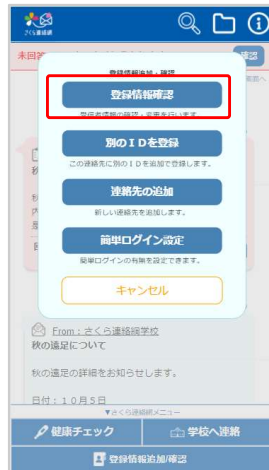 さくら連絡網
未回答
確認
登録情報追加・確認
登録情報確認
受信者情報の確認・変更を行います。
別のＩＤを登録
この連絡先に別のＩＤを追加で登録します。
連絡先の追加
新しい連絡先を追加します。
簡単ログイン設定
簡単ログインの有無を設定できます。
キャンセル
From：さくら連絡網学校
秋の遠足について
秋の遠足の詳細をお知らせします。
日付：１０月５日
▼さくら連絡網メニュー
健康チェック
学校へ連絡
登録情報追加/確認